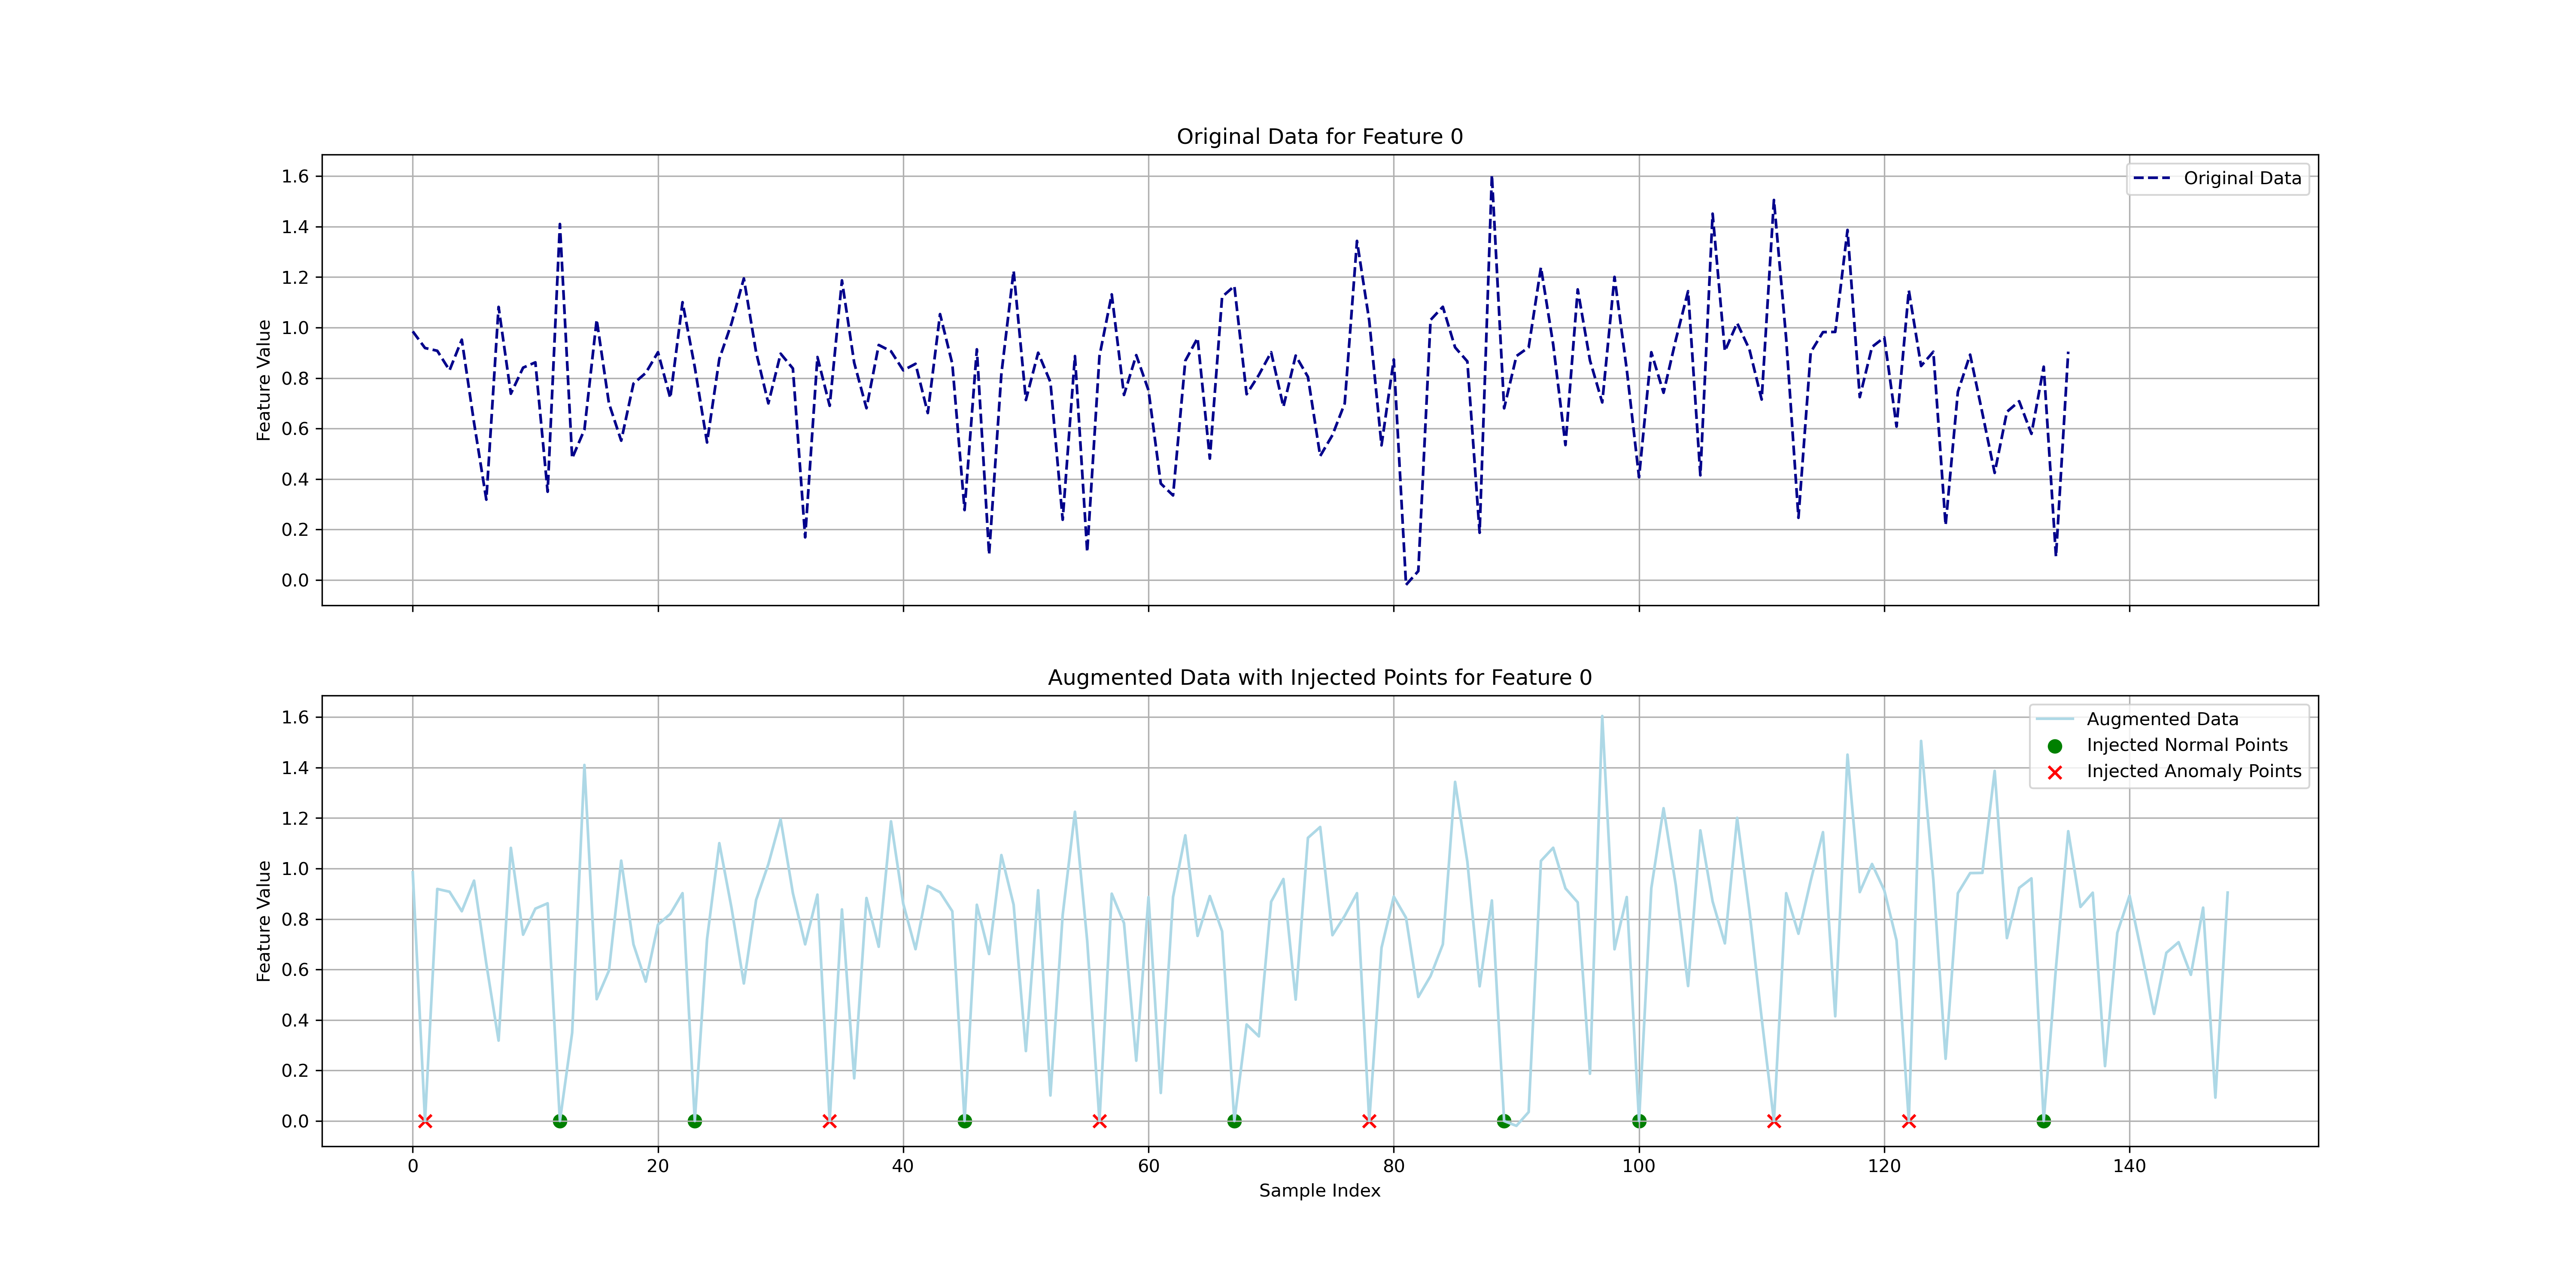 Original Data for Feature 0
1.6
1.4
1.2
1.0
0.8
0.6
0.4
0.2
0.0
Feature Value
Original Data
Augmented Data with Injected Points for Feature 0
1.6
1.4
1.2
1.0
0.8
0.6
0.4
0.2
0.0
Feature Value
Augmented Data
Injected Normal Points
Injected Anomaly Points
0 20 40 60 80 100 120 140
Sample Index